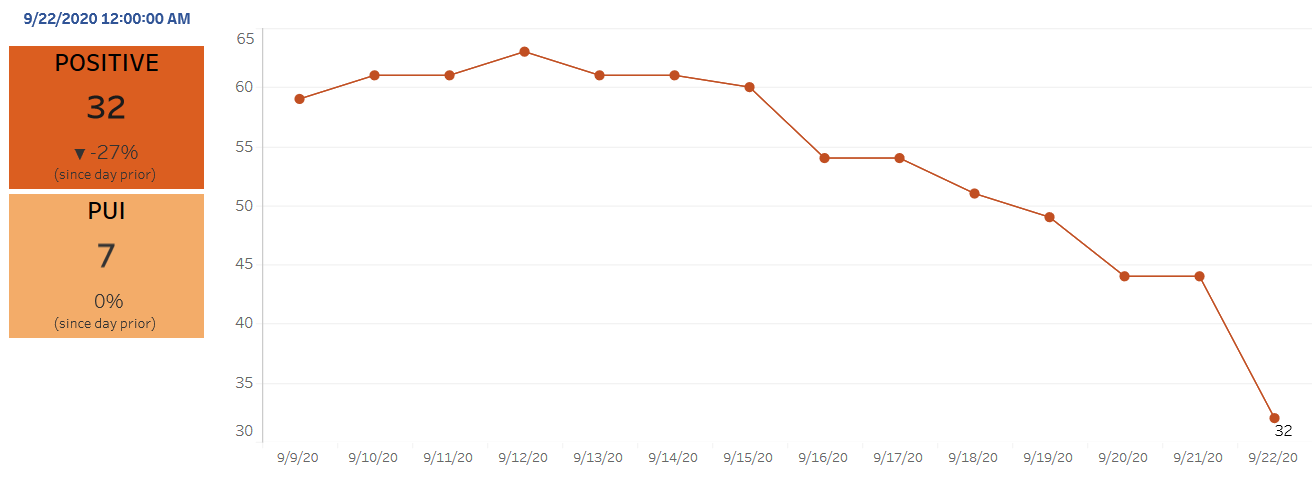 9/22/2020 12:00:00 AM
POSITIVE
32
▼ -27%
(since day prior)
PUI
7
0%
(since day prior)
65
60
55
50
45
40
35
30
32
9/9/20 9/10/20 9/11/20 9/12/20 9/13/20 9/14/20 9/15/20 9/16/20 9/17/20 9/18/20 9/19/20 9/20/20 9/21/20 9/22/20